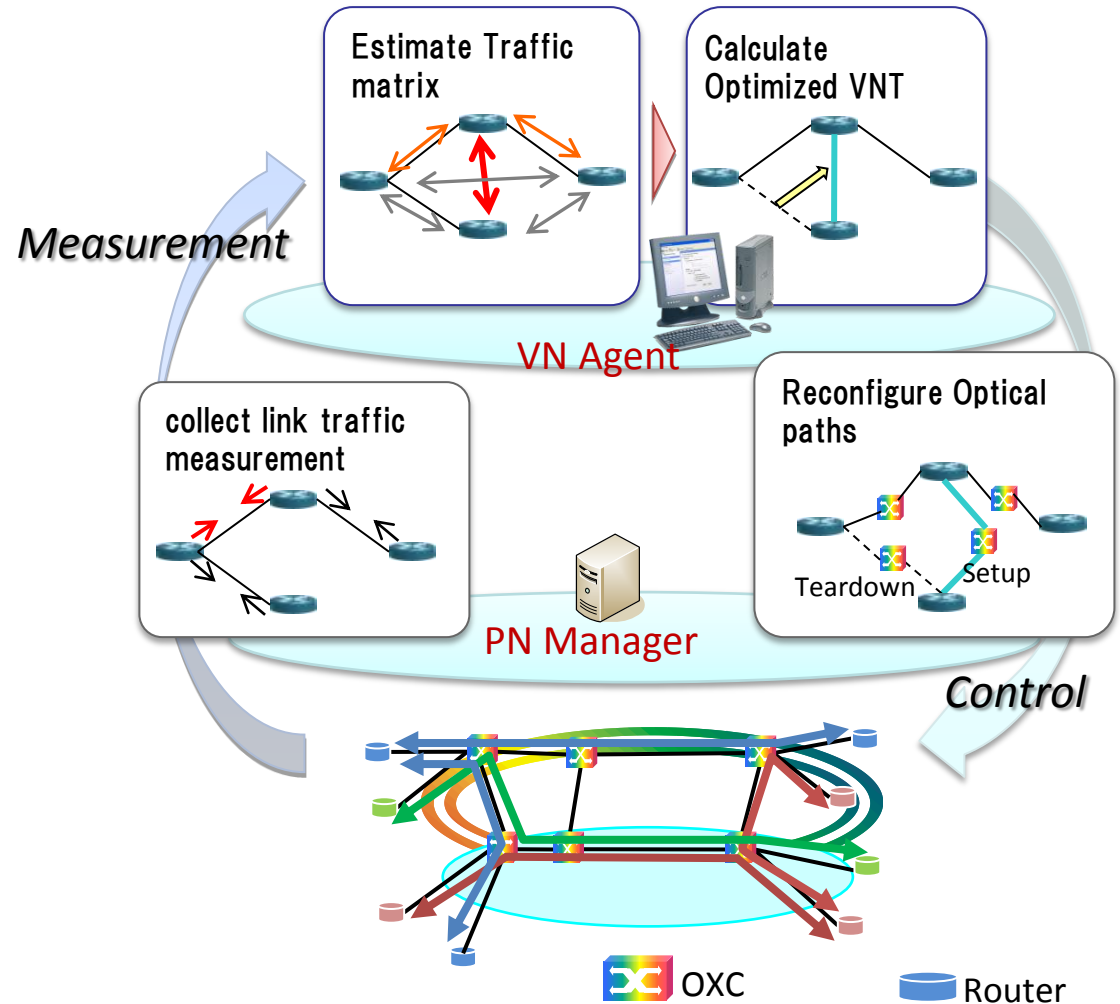 Estimate Traffic
matrix
Calculate
Optimized VNT
Measurement
VN Agent
collect link traffic
measurement
Reconfigure Optical
paths
Teardown
Setup
PN Manager
Control
OXC
Router